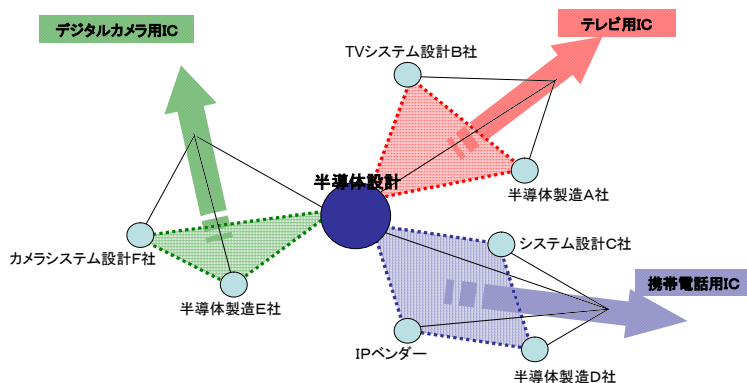 デジタルカメラ用IC
テレビ用IC
TVシステム設計B社
半導体設計
半導体製造A社
カメラシステム設計F社
システム設計C社
携帯電話用IC
半導体製造E社
IPベンダー
半導体製造D社